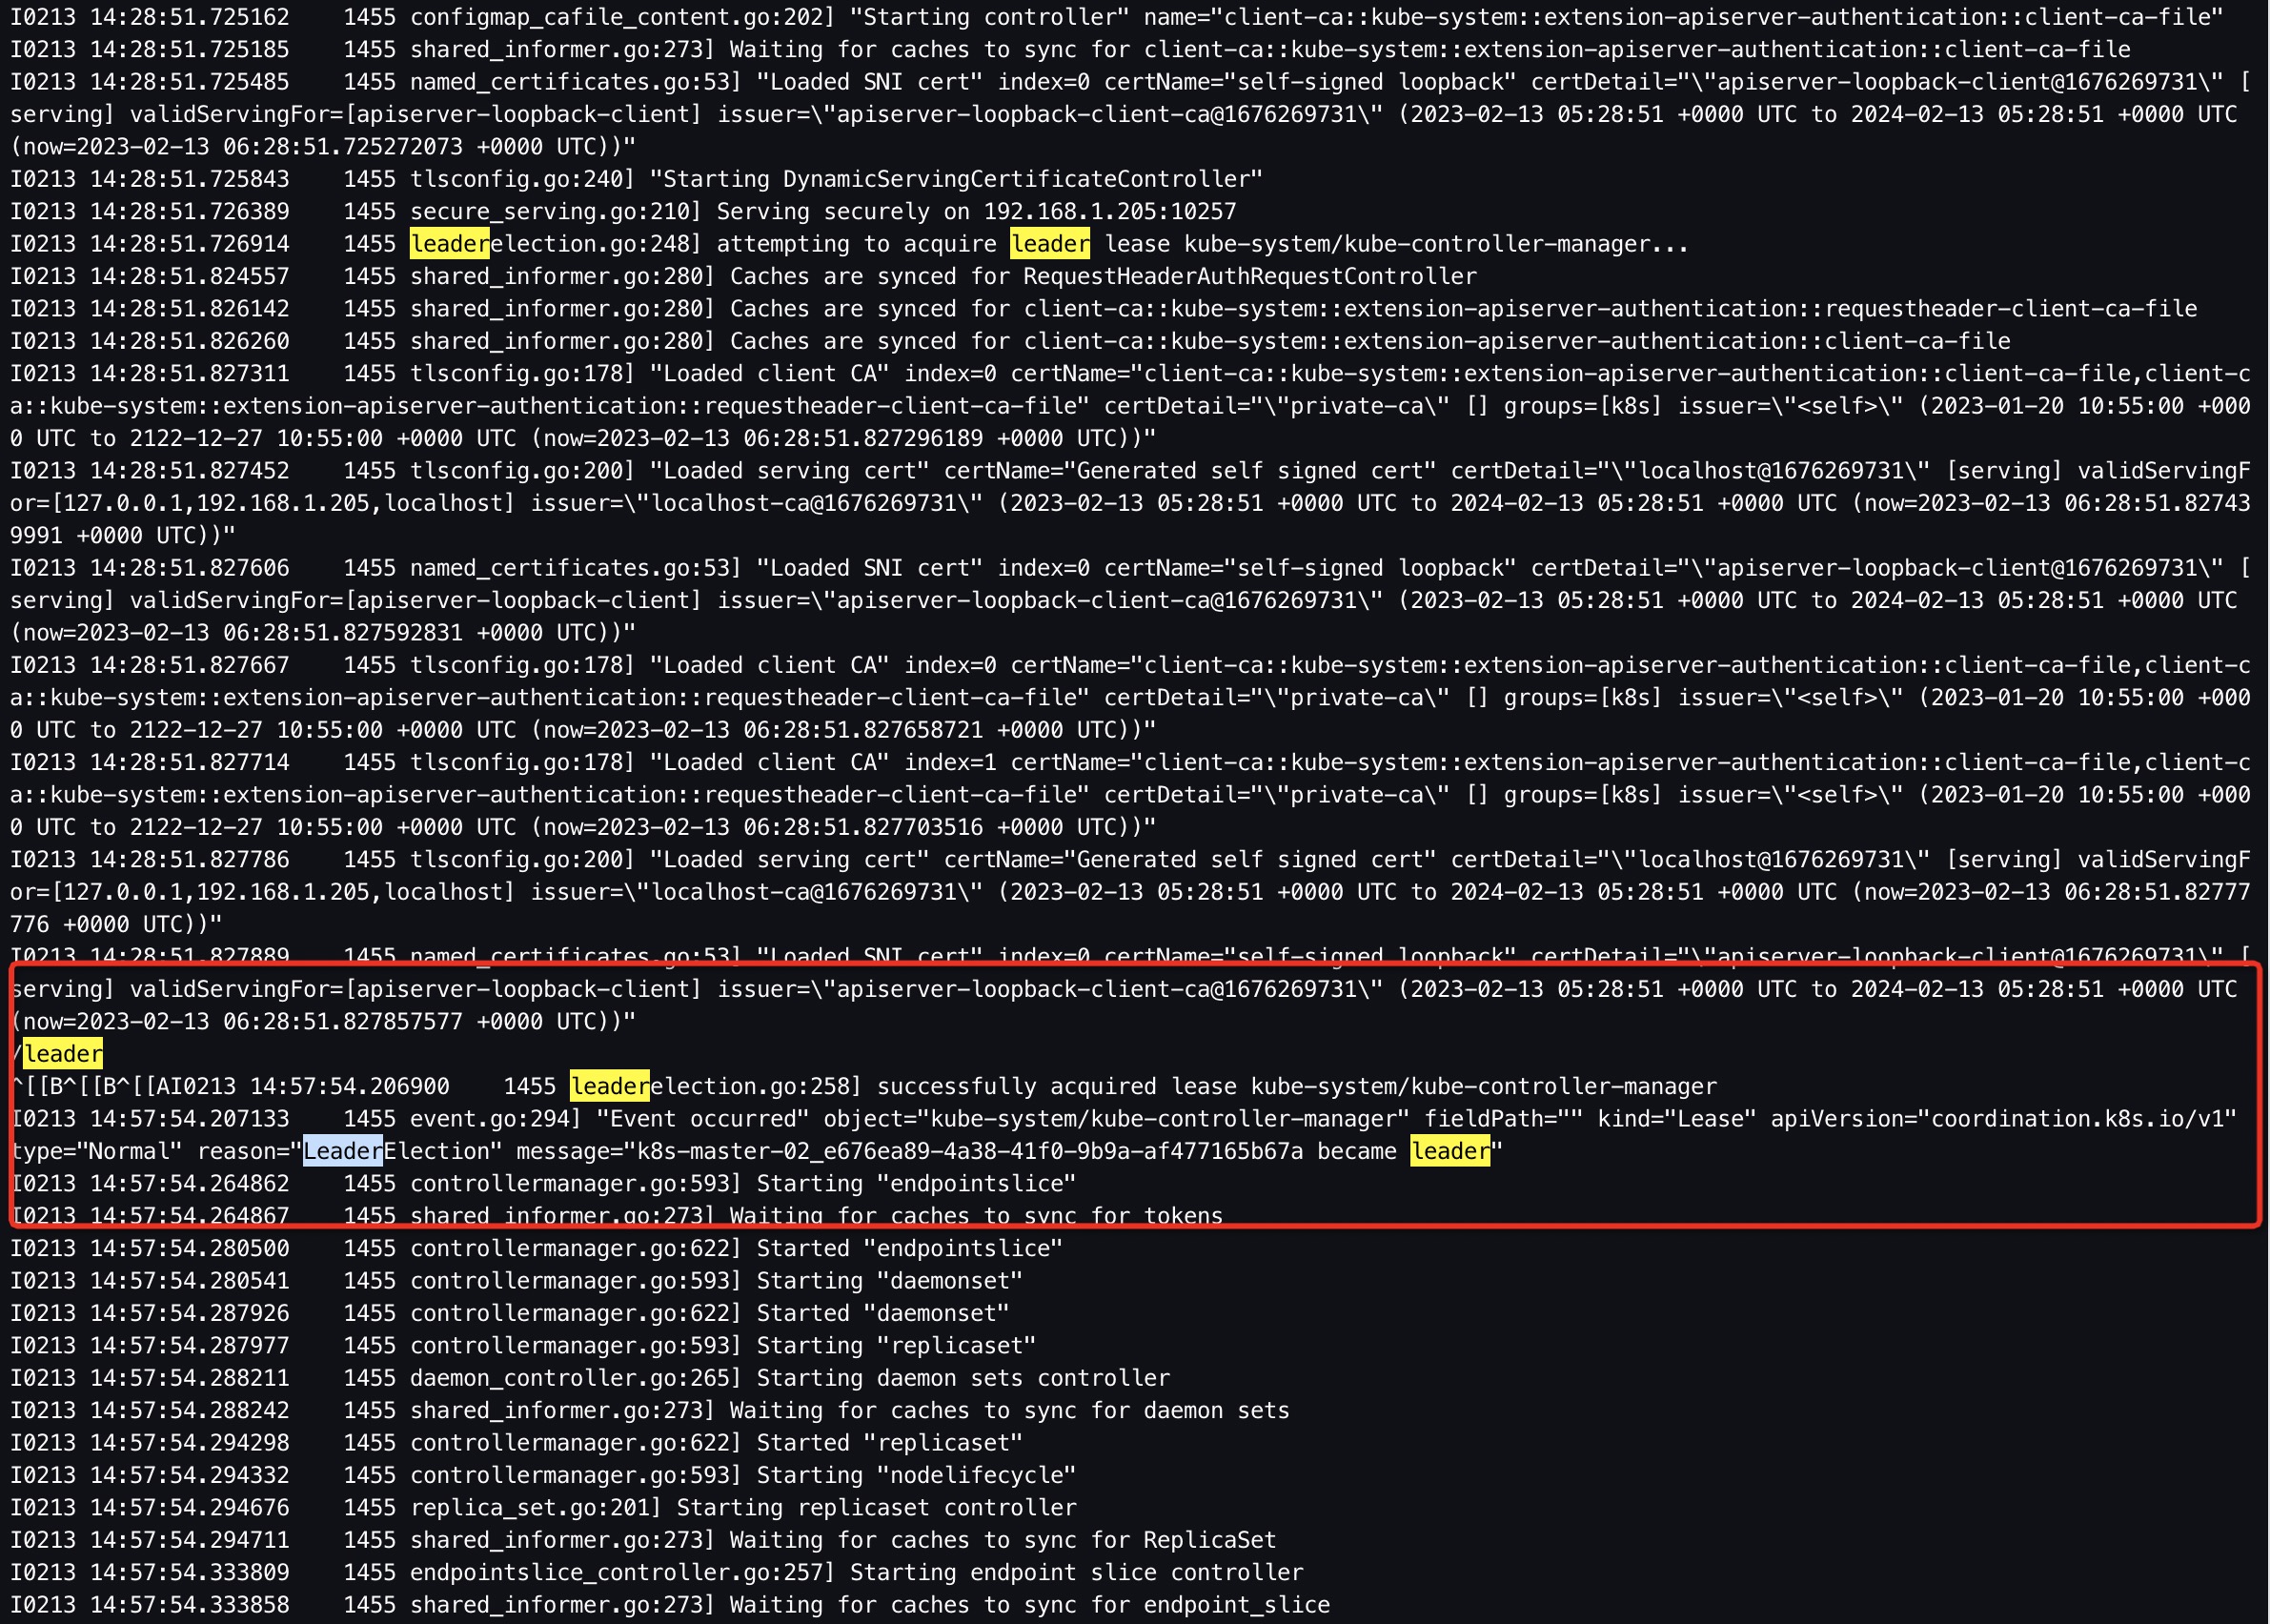 I0213 14:28:51.725162    1455 configmap_cafile_content.go:202] "Starting controller" name="client-ca::kube-system::extension-apiserver-authentication::client-ca-file"
I0213 14:28:51.725185    1455 shared_informer.go:273] Waiting for caches to sync for client-ca::kube-system::extension-apiserver-authentication::client-ca-file
I0213 14:28:51.725485    1455 named_certificates.go:53] "Loaded SNI cert" index=0 certName="self-signed loopback" certDetail="\"apiserver-loopback-client@1676269731\" [
serving] validServingFor=[apiserver-loopback-client] issuer=\"apiserver-loopback-client-ca@1676269731\" (2023-02-13 05:28:51 +0000 UTC to 2024-02-13 05:28:51 +0000 UTC
(now=2023-02-13 06:28:51.725272073 +0000 UTC))"
I0213 14:28:51.725843    1455 tlsconfig.go:240] "Starting DynamicServingCertificateController"
I0213 14:28:51.726389    1455 secure_serving.go:210] Serving securely on 192.168.1.205:10257
I0213 14:28:51.726914    1455 leaderelection.go:248] attempting to acquire leader lease kube-system/kube-controller-manager...
I0213 14:28:51.824557    1455 shared_informer.go:280] Caches are synced for RequestHeaderAuthRequestController
I0213 14:28:51.826142    1455 shared_informer.go:280] Caches are synced for client-ca::kube-system::extension-apiserver-authentication::requestheader-client-ca-file
I0213 14:28:51.826260    1455 shared_informer.go:280] Caches are synced for client-ca::kube-system::extension-apiserver-authentication::client-ca-file
I0213 14:28:51.827311    1455 tlsconfig.go:178] "Loaded client CA" index=0 certName="client-ca::kube-system::extension-apiserver-authentication::client-ca-file,client-c
a::kube-system::extension-apiserver-authentication::requestheader-client-ca-file" certDetail="\"private-ca\" [] groups=[k8s] issuer=\"<self>\" (2023-01-20 10:55:00 +000
0 UTC to 2122-12-27 10:55:00 +0000 UTC (now=2023-02-13 06:28:51.827296189 +0000 UTC))"
I0213 14:28:51.827452    1455 tlsconfig.go:200] "Loaded serving cert" certName="Generated self signed cert" certDetail="\"localhost@1676269731\" [serving] validServingF
or=[127.0.0.1,192.168.1.205,localhost] issuer=\"localhost-ca@1676269731\" (2023-02-13 05:28:51 +0000 UTC to 2024-02-13 05:28:51 +0000 UTC (now=2023-02-13 06:28:51.82743
9991 +0000 UTC))"
I0213 14:28:51.827606    1455 named_certificates.go:53] "Loaded SNI cert" index=0 certName="self-signed loopback" certDetail="\"apiserver-loopback-client@1676269731\" [
serving] validServingFor=[apiserver-loopback-client] issuer=\"apiserver-loopback-client-ca@1676269731\" (2023-02-13 05:28:51 +0000 UTC to 2024-02-13 05:28:51 +0000 UTC
(now=2023-02-13 06:28:51.827592831 +0000 UTC))"
I0213 14:28:51.827667    1455 tlsconfig.go:178] "Loaded client CA" index=0 certName="client-ca::kube-system::extension-apiserver-authentication::client-ca-file,client-c
a::kube-system::extension-apiserver-authentication::requestheader-client-ca-file" certDetail="\"private-ca\" [] groups=[k8s] issuer=\"<self>\" (2023-01-20 10:55:00 +000
0 UTC to 2122-12-27 10:55:00 +0000 UTC (now=2023-02-13 06:28:51.827658721 +0000 UTC))"
I0213 14:28:51.827714    1455 tlsconfig.go:178] "Loaded client CA" index=1 certName="client-ca::kube-system::extension-apiserver-authentication::client-ca-file,client-c
a::kube-system::extension-apiserver-authentication::requestheader-client-ca-file" certDetail="\"private-ca\" [] groups=[k8s] issuer=\"<self>\" (2023-01-20 10:55:00 +000
0 UTC to 2122-12-27 10:55:00 +0000 UTC (now=2023-02-13 06:28:51.827703516 +0000 UTC))"
I0213 14:28:51.827786    1455 tlsconfig.go:200] "Loaded serving cert" certName="Generated self signed cert" certDetail="\"localhost@1676269731\" [serving] validServingF
or=[127.0.0.1,192.168.1.205,localhost] issuer=\"localhost-ca@1676269731\" (2023-02-13 05:28:51 +0000 UTC to 2024-02-13 05:28:51 +0000 UTC (now=2023-02-13 06:28:51.82777
776 +0000 UTC))"
I0213 14:28:51.827889    1455 named_certificates.go:53] "Loaded SNI cert" index=0 certName="self-signed loopback" certDetail="\"apiserver-loopback-client@1676269731\" [
serving] validServingFor=[apiserver-loopback-client] issuer=\"apiserver-loopback-client-ca@1676269731\" (2023-02-13 05:28:51 +0000 UTC to 2024-02-13 05:28:51 +0000 UTC
(now=2023-02-13 06:28:51.827857577 +0000 UTC))"
/leader
^[[B^[[B^[[AI0213 14:57:54.206900    1455 leaderelection.go:258] successfully acquired lease kube-system/kube-controller-manager
I0213 14:57:54.207133    1455 event.go:294] "Event occurred" object="kube-system/kube-controller-manager" fieldPath="" kind="Lease" apiVersion="coordination.k8s.io/v1"
type="Normal" reason="LeaderElection" message="k8s-master-02_e676ea89-4a38-41f0-9b9a-af477165b67a became leader"
I0213 14:57:54.264862    1455 controllermanager.go:593] Starting "endpointslice"
I0213 14:57:54.264867    1455 shared_informer.go:273] Waiting for caches to sync for tokens
I0213 14:57:54.280500    1455 controllermanager.go:622] Started "endpointslice"
I0213 14:57:54.280541    1455 controllermanager.go:593] Starting "daemonset"
I0213 14:57:54.287926    1455 controllermanager.go:622] Started "daemonset"
I0213 14:57:54.287977    1455 controllermanager.go:593] Starting "replicaset"
I0213 14:57:54.288211    1455 daemon_controller.go:265] Starting daemon sets controller
I0213 14:57:54.288242    1455 shared_informer.go:273] Waiting for caches to sync for daemon sets
I0213 14:57:54.294298    1455 controllermanager.go:622] Started "replicaset"
I0213 14:57:54.294332    1455 controllermanager.go:593] Starting "nodelifecycle"
I0213 14:57:54.294676    1455 replica_set.go:201] Starting replicaset controller
I0213 14:57:54.294711    1455 shared_informer.go:273] Waiting for caches to sync for ReplicaSet
I0213 14:57:54.333809    1455 endpointslice_controller.go:257] Starting endpoint slice controller
I0213 14:57:54.333858    1455 shared_informer.go:273] Waiting for caches to sync for endpoint_slice